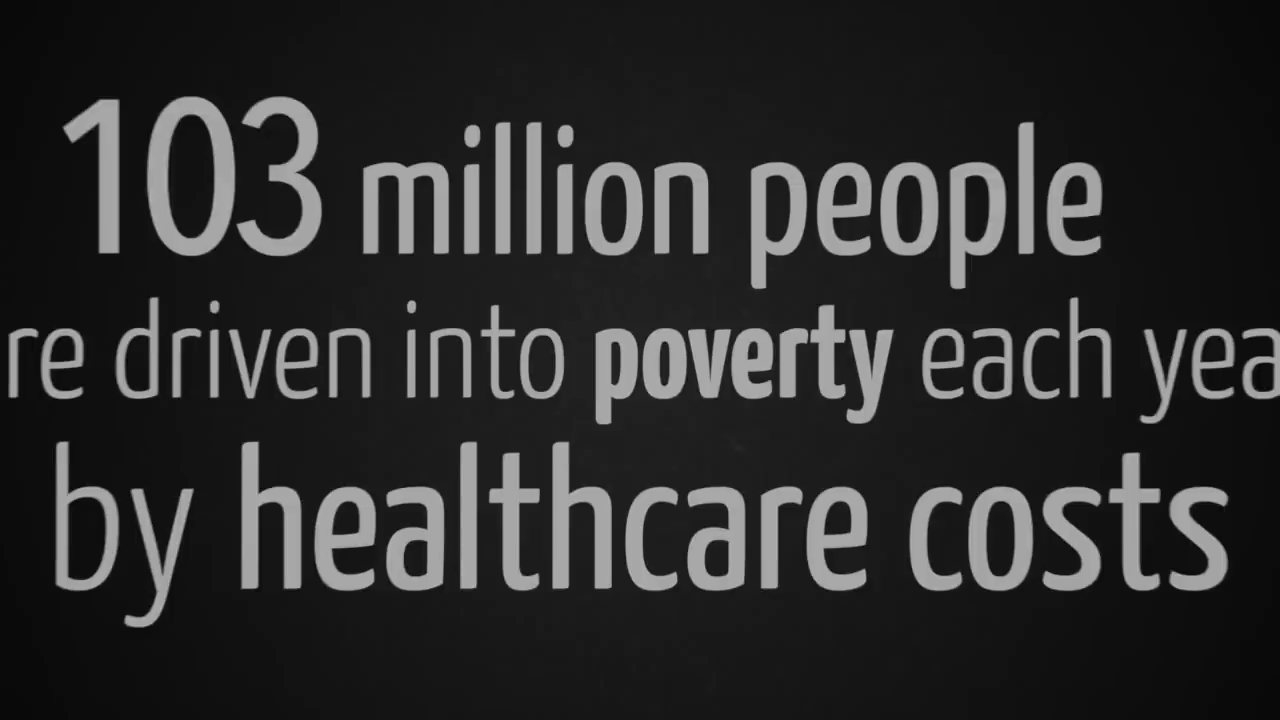 103 million people
re driven into poverty each yea
by healthcare costs